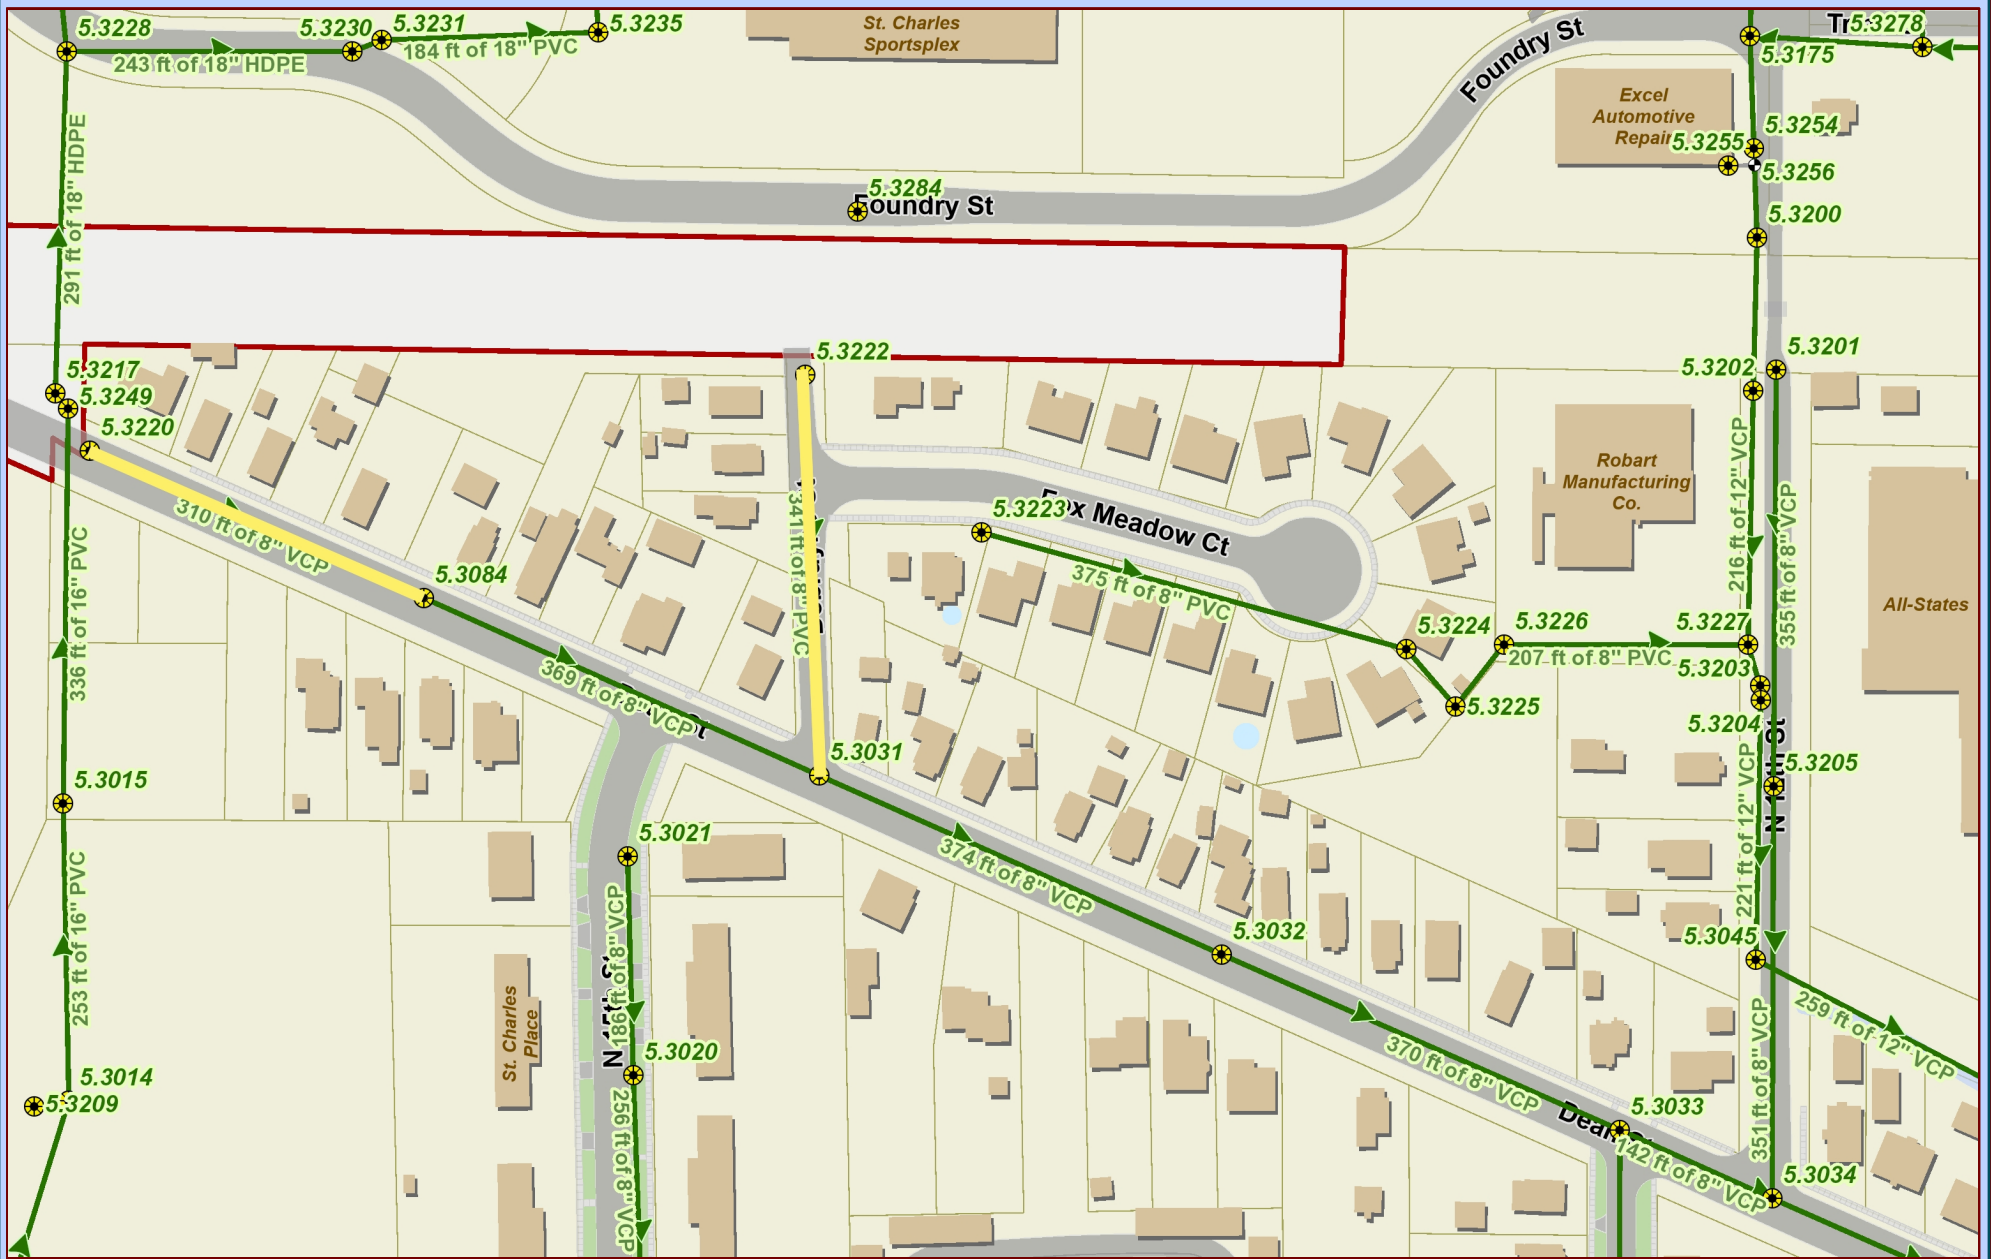 5.3228
5.3230
5.3231
5.3235
243 ft of 18" HDPE
184 ft of 18" PVC
St. Charles
Sportsplex
Foundry St
5.3278
5.3175
Excel
Automotive
Repair
5.3254
5.3255
5.3256
5.3200
291 ft of 18" HDPE
5.3284
Foundry St
5.3217
5.3249
5.3220
5.3222
5.3201
5.3202
310 ft of 8" VCP
5.3084
341 ft of 8" PVC
5.3223
Fox Meadow Ct
375 ft of 8" PVC
Robart
Manufacturing
Co.
216 ft of 12" VCP
355 ft of 8" VCP
All-States
336 ft of 16" PVC
369 ft of 8" VCP
5.3224
5.3226
5.3227
207 ft of 8" PVC
5.3203
5.3225
5.3204
N 14th St
5.3205
5.3015
5.3031
5.3021
221 ft of 12" VCP
253 ft of 16" PVC
374 ft of 8" VCP
5.3032
5.3045
St. Charles
Place
N 15th St
186 ft of 8" VCP
259 ft of 12" VCP
5.3020
370 ft of 8" VCP
5.3014
5.3209
256 ft of 8" VCP
351 ft of 8" VCP
Dean St
5.3033
142 ft of 8" VCP
5.3034